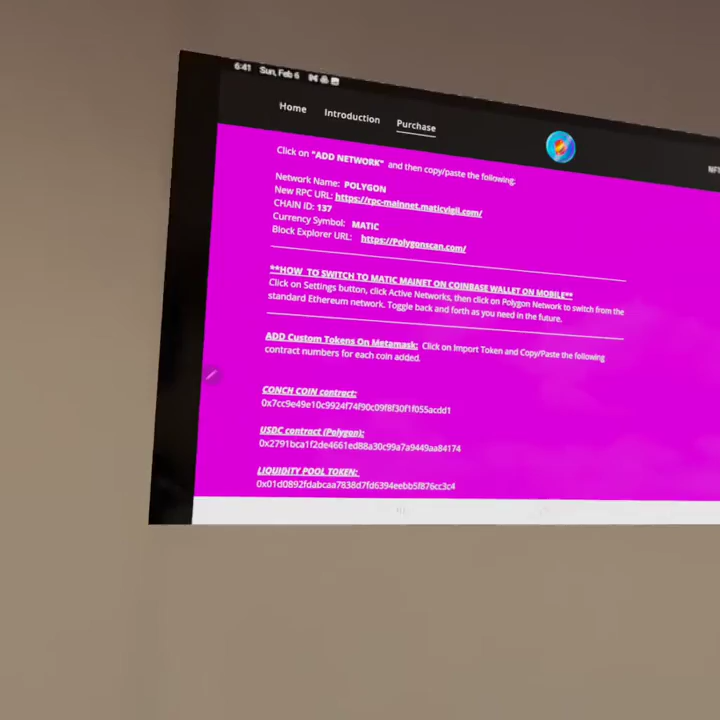 6:41 Sun, Feb 6
Home Introduction Purchase
Click on "ADD NETWORK" and then copy/paste the following:
Network Name: POLYGON
New RPC URL: https://rpc-mainnet.maticvigil.com/
CHAIN ID: 137
Currency Symbol: MATIC
Block Explorer URL: https://Polygonscan.com/
**HOW TO SWITCH TO MATIC MAINET ON COINBASE WALLET ON MOBILE**
Click on Settings button, click Active Networks, then click on Polygon Network to switch from the
standard Ethereum network. Toggle back and forth as you need in the future.
ADD Custom Tokens On Metamask: Click on Import Token and Copy/Paste the following
contract numbers for each coin added.
CONCH COIN contract:
0x7cc9e49e10c9924f74f90c09f8f30f1f055acdd1
USDC contract (Polygon):
0x2791bca1f2de4661ed88a30c99a7a9449aa84174
LIQUIDITY POOL TOKEN:
0x01d0892fdabcaa7838d7fd6394eebb5f876cc3c4